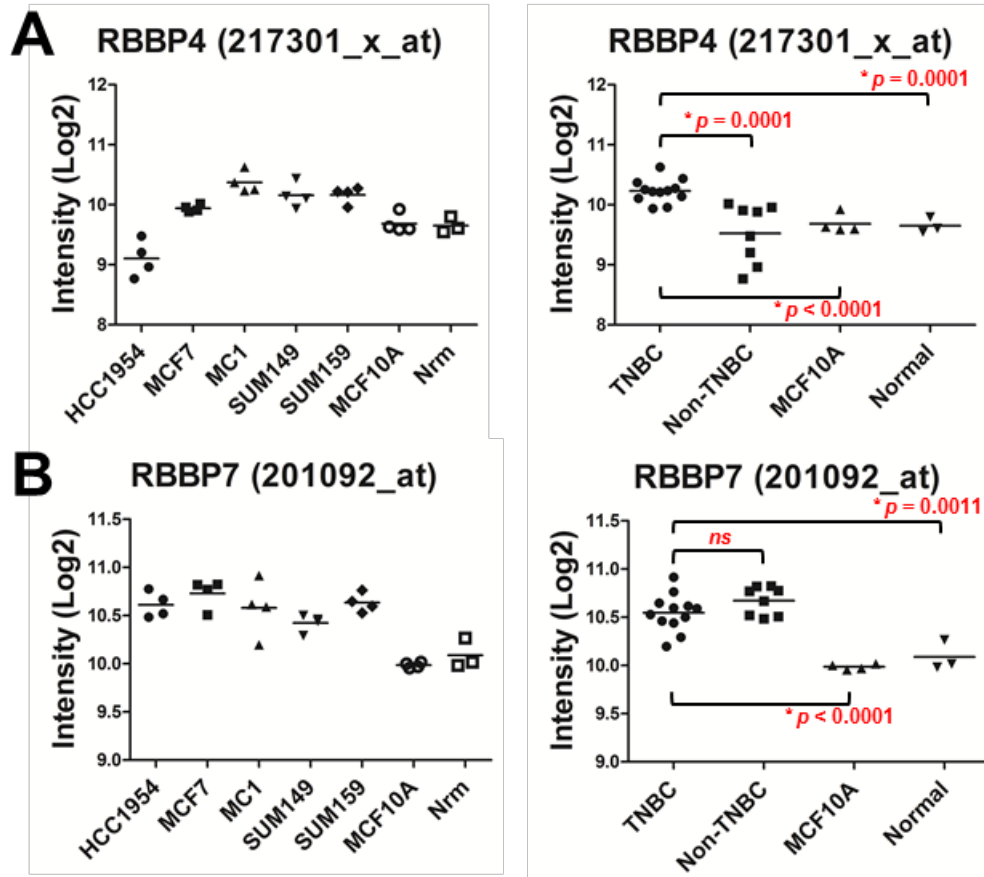 A
RBBP4 (217301_x_at)
Intensity (Log2)
12
11
10
9
8
HCC1954
MCF7
MC1
SUM149
SUM159
MCF10A
Nrm
RBBP4 (217301_x_at)
* p = 0.0001
* p = 0.0001
Intensity (Log2)
12
11
10
9
8
* p < 0.0001
TNBC
Non-TNBC
MCF10A
Normal
B
RBBP7 (201092_at)
Intensity (Log2)
11.5
11.0
10.5
10.0
9.5
9.0
HCC1954
MCF7
MC1
SUM149
SUM159
MCF10A
Nrm
RBBP7 (201092_at)
* p = 0.0011
ns
Intensity (Log2)
11.5
11.0
10.5
10.0
9.5
9.0
* p < 0.0001
TNBC
Non-TNBC
MCF10A
Normal